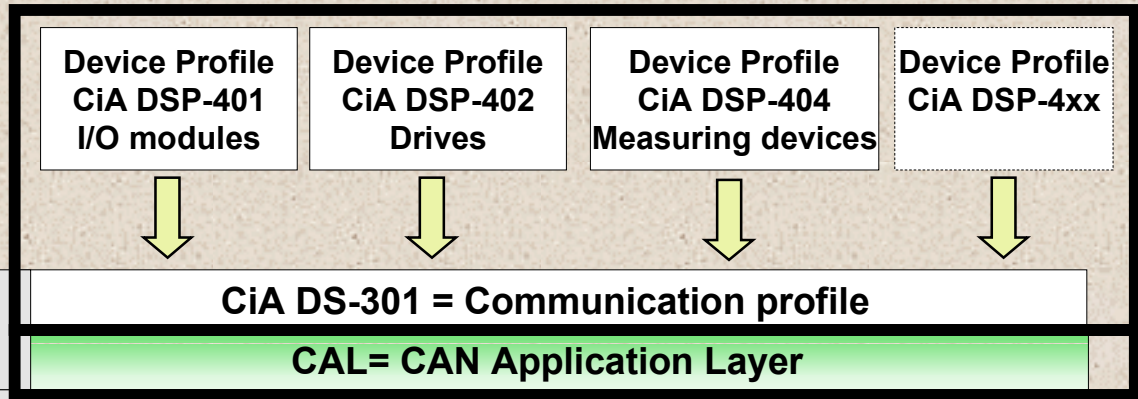 Device Profile
CiA DSP-401
I/O modules
Device Profile
CiA DSP-402
Drives
Device Profile
CiA DSP-404
Measuring devices
Device Profile
CiA DSP-4xx
CiA DS-301 = Communication profile
CAL= CAN Application Layer